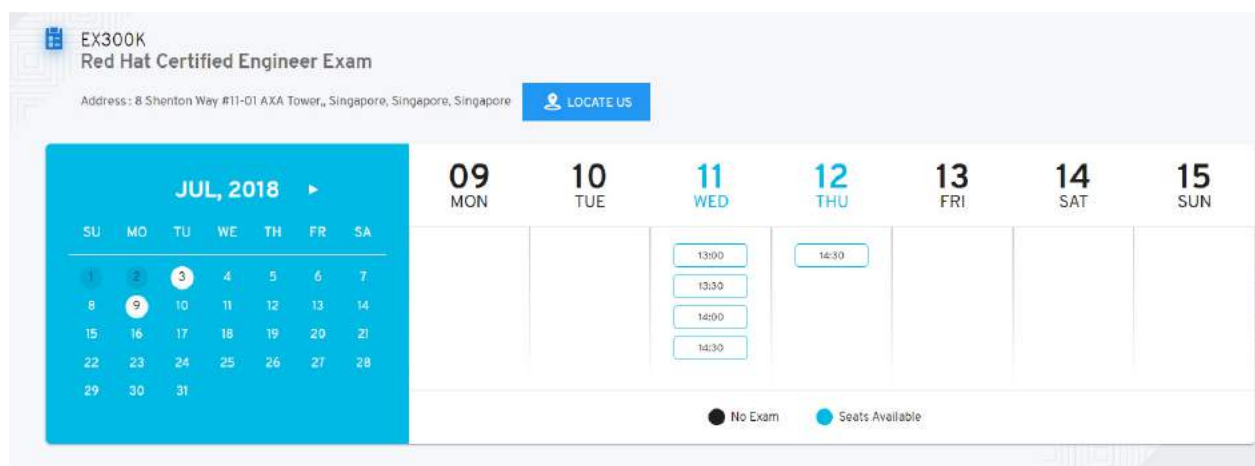 EX300K
Red Hat Certified Engineer Exam
Address : 8 Shenton Way #11-01 AXA Tower,, Singapore, Singapore, Singapore
LOCATE US
JUL, 2018
SU MO TU WE TH FR SA
1 2 3 4 5 6 7
8 9 10 11 12 13 14
15 16 17 18 19 20 21
22 23 24 25 26 27 28
29 30 31
09 10 11 12 13 14 15
MON TUE WED THU FRI SAT SUN
13:00 14:30
13:30
14:00
14:30
No Exam Seats Available